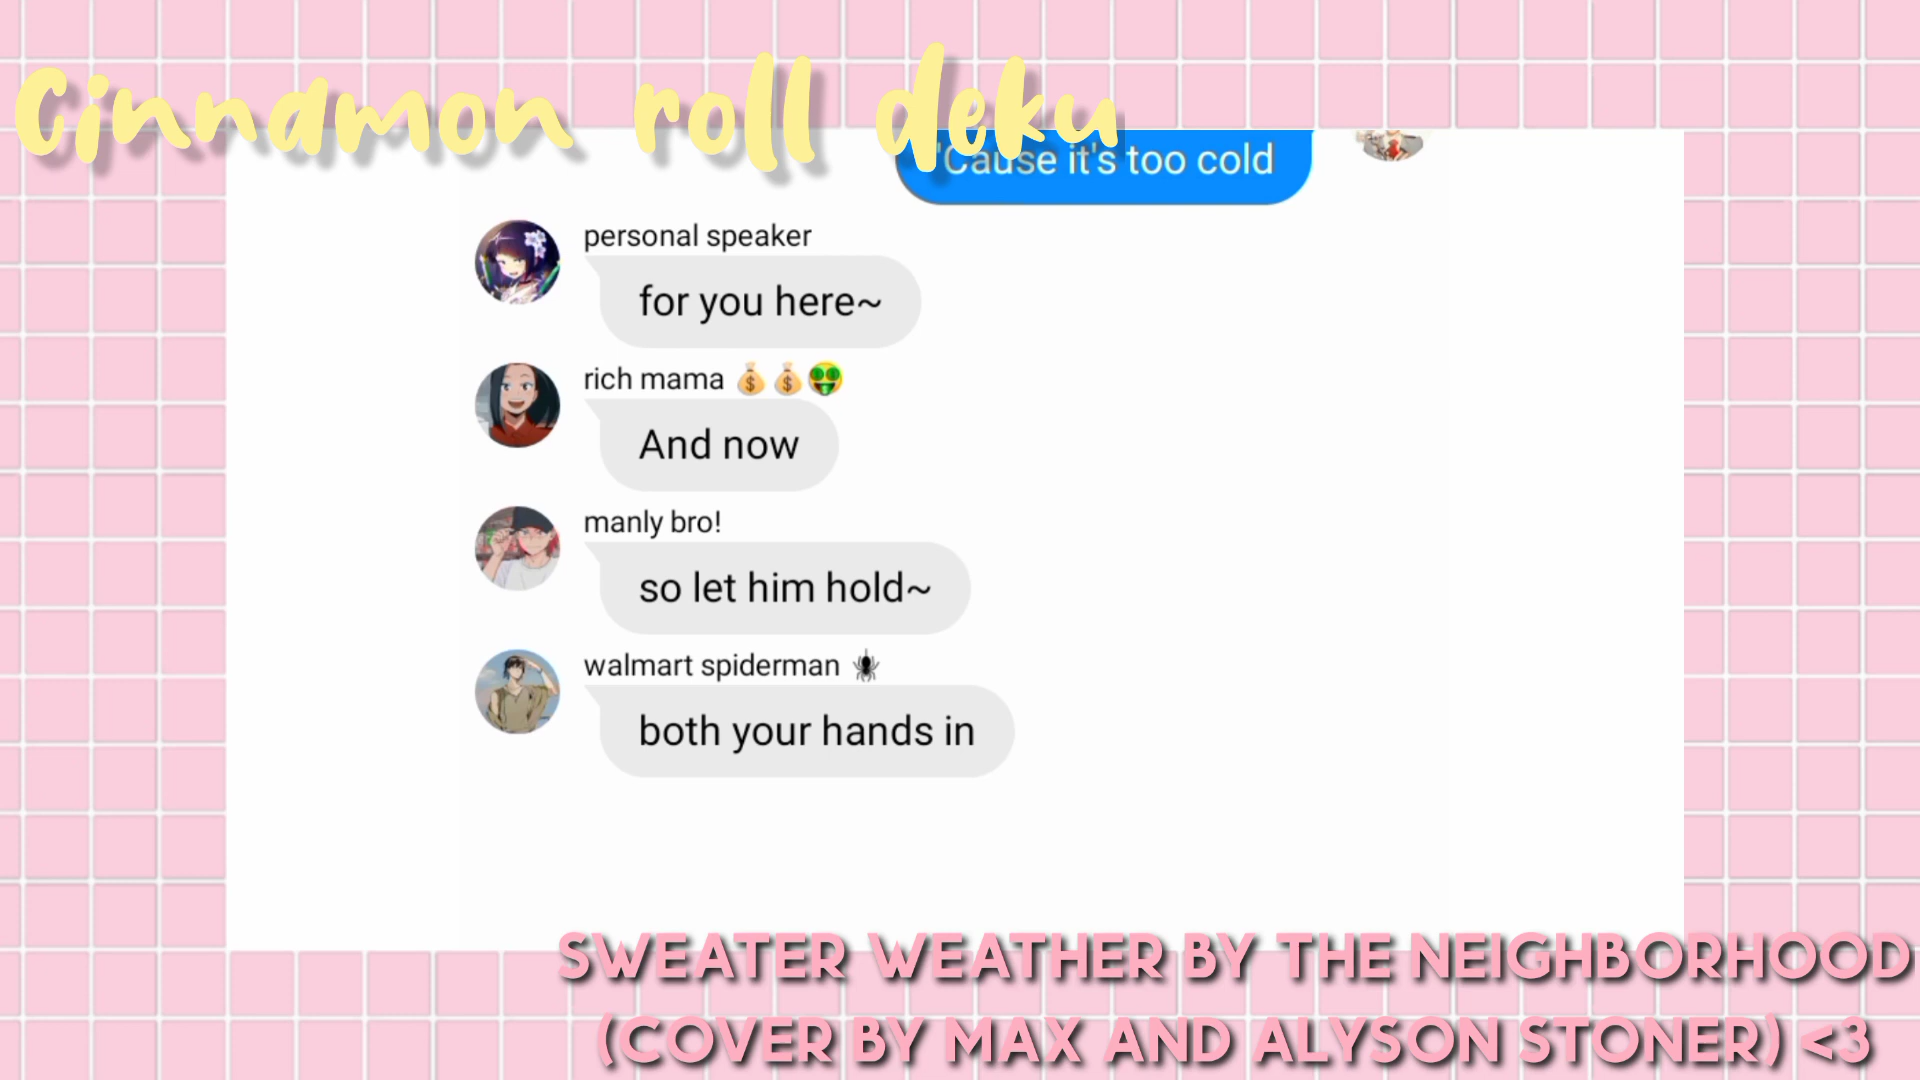 Cinnamon roll deku
'Cause it's too cold
personal speaker
for you here~
rich mama 💰💰🤑
And now
manly bro!
so let him hold~
walmart spiderman 🕷
both your hands in
SWEATER WEATHER BY THE NEIGHBORHOOD
(COVER BY MAX AND ALYSON STONER) <3